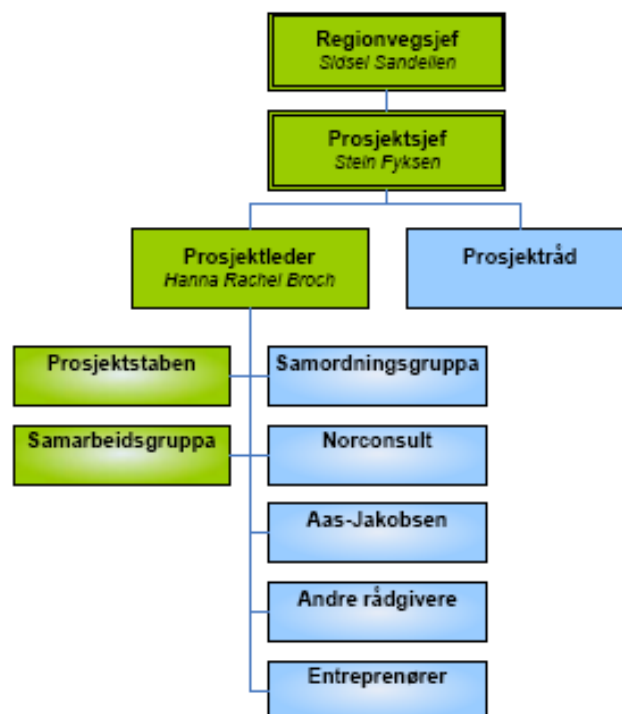 Regionvegsjef
Sidsel Sandelien
Prosjektsjef
Stein Fyksen
Prosjektleder
Hanna Rachel Broch
Prosjektråd
Prosjektstaben
Samordningsgruppa
Samarbeidsgruppa
Norconsult
Aas-Jakobsen
Andre rådgivere
Entreprenører